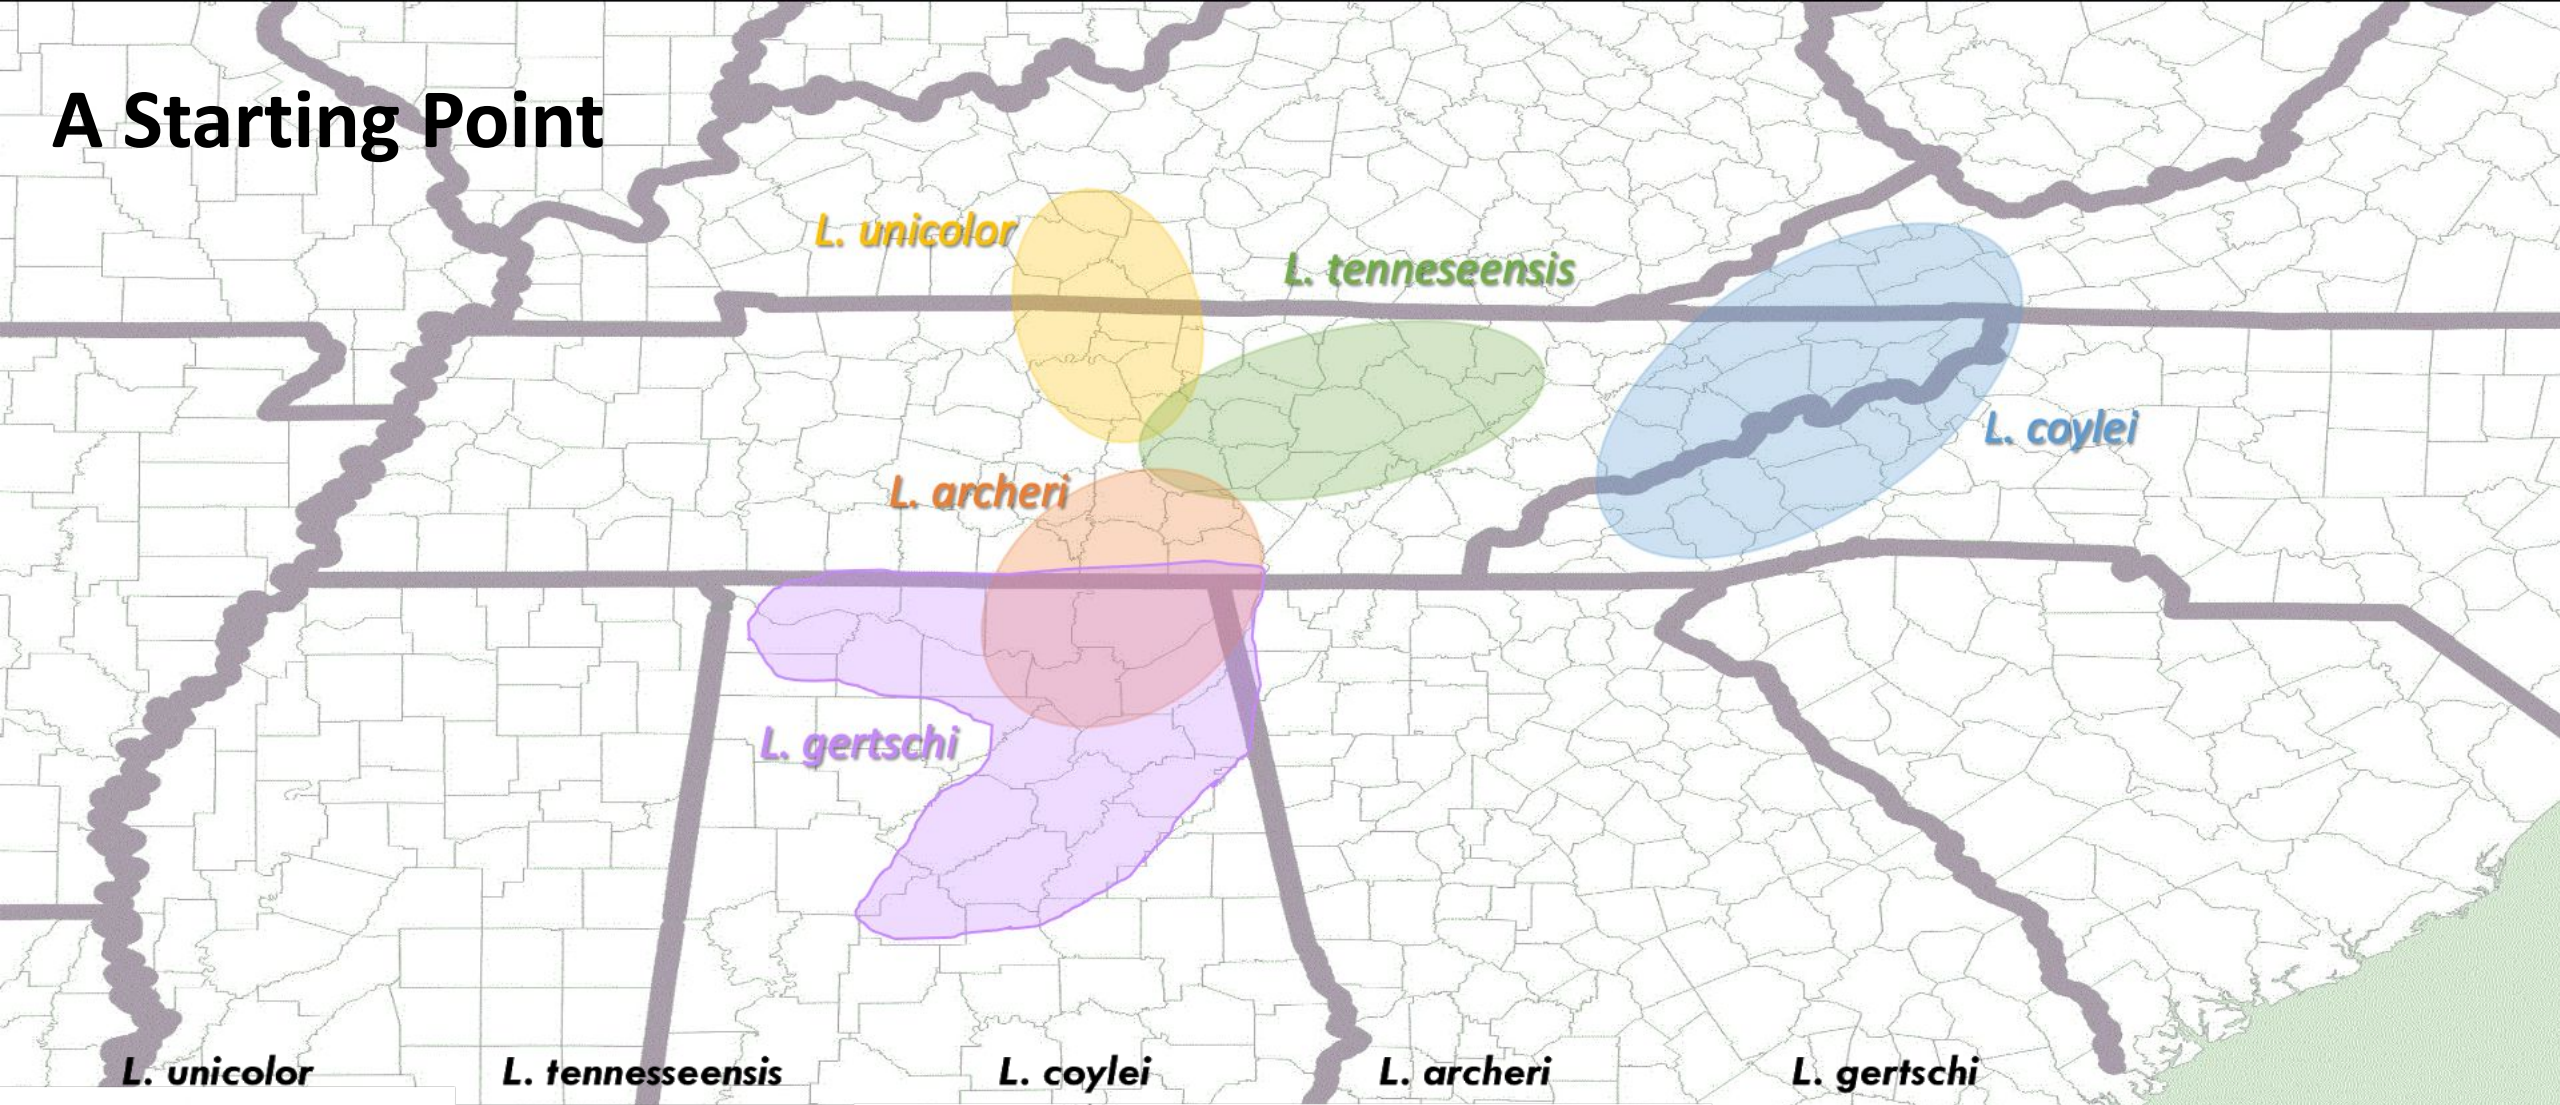 A Starting Point
L. unicolor
L. tenneseensis
L. coylei
L. archeri
L. gertschi
L. unicolor
L. tennesseensis
L. coylei
L. archeri
L. gertschi